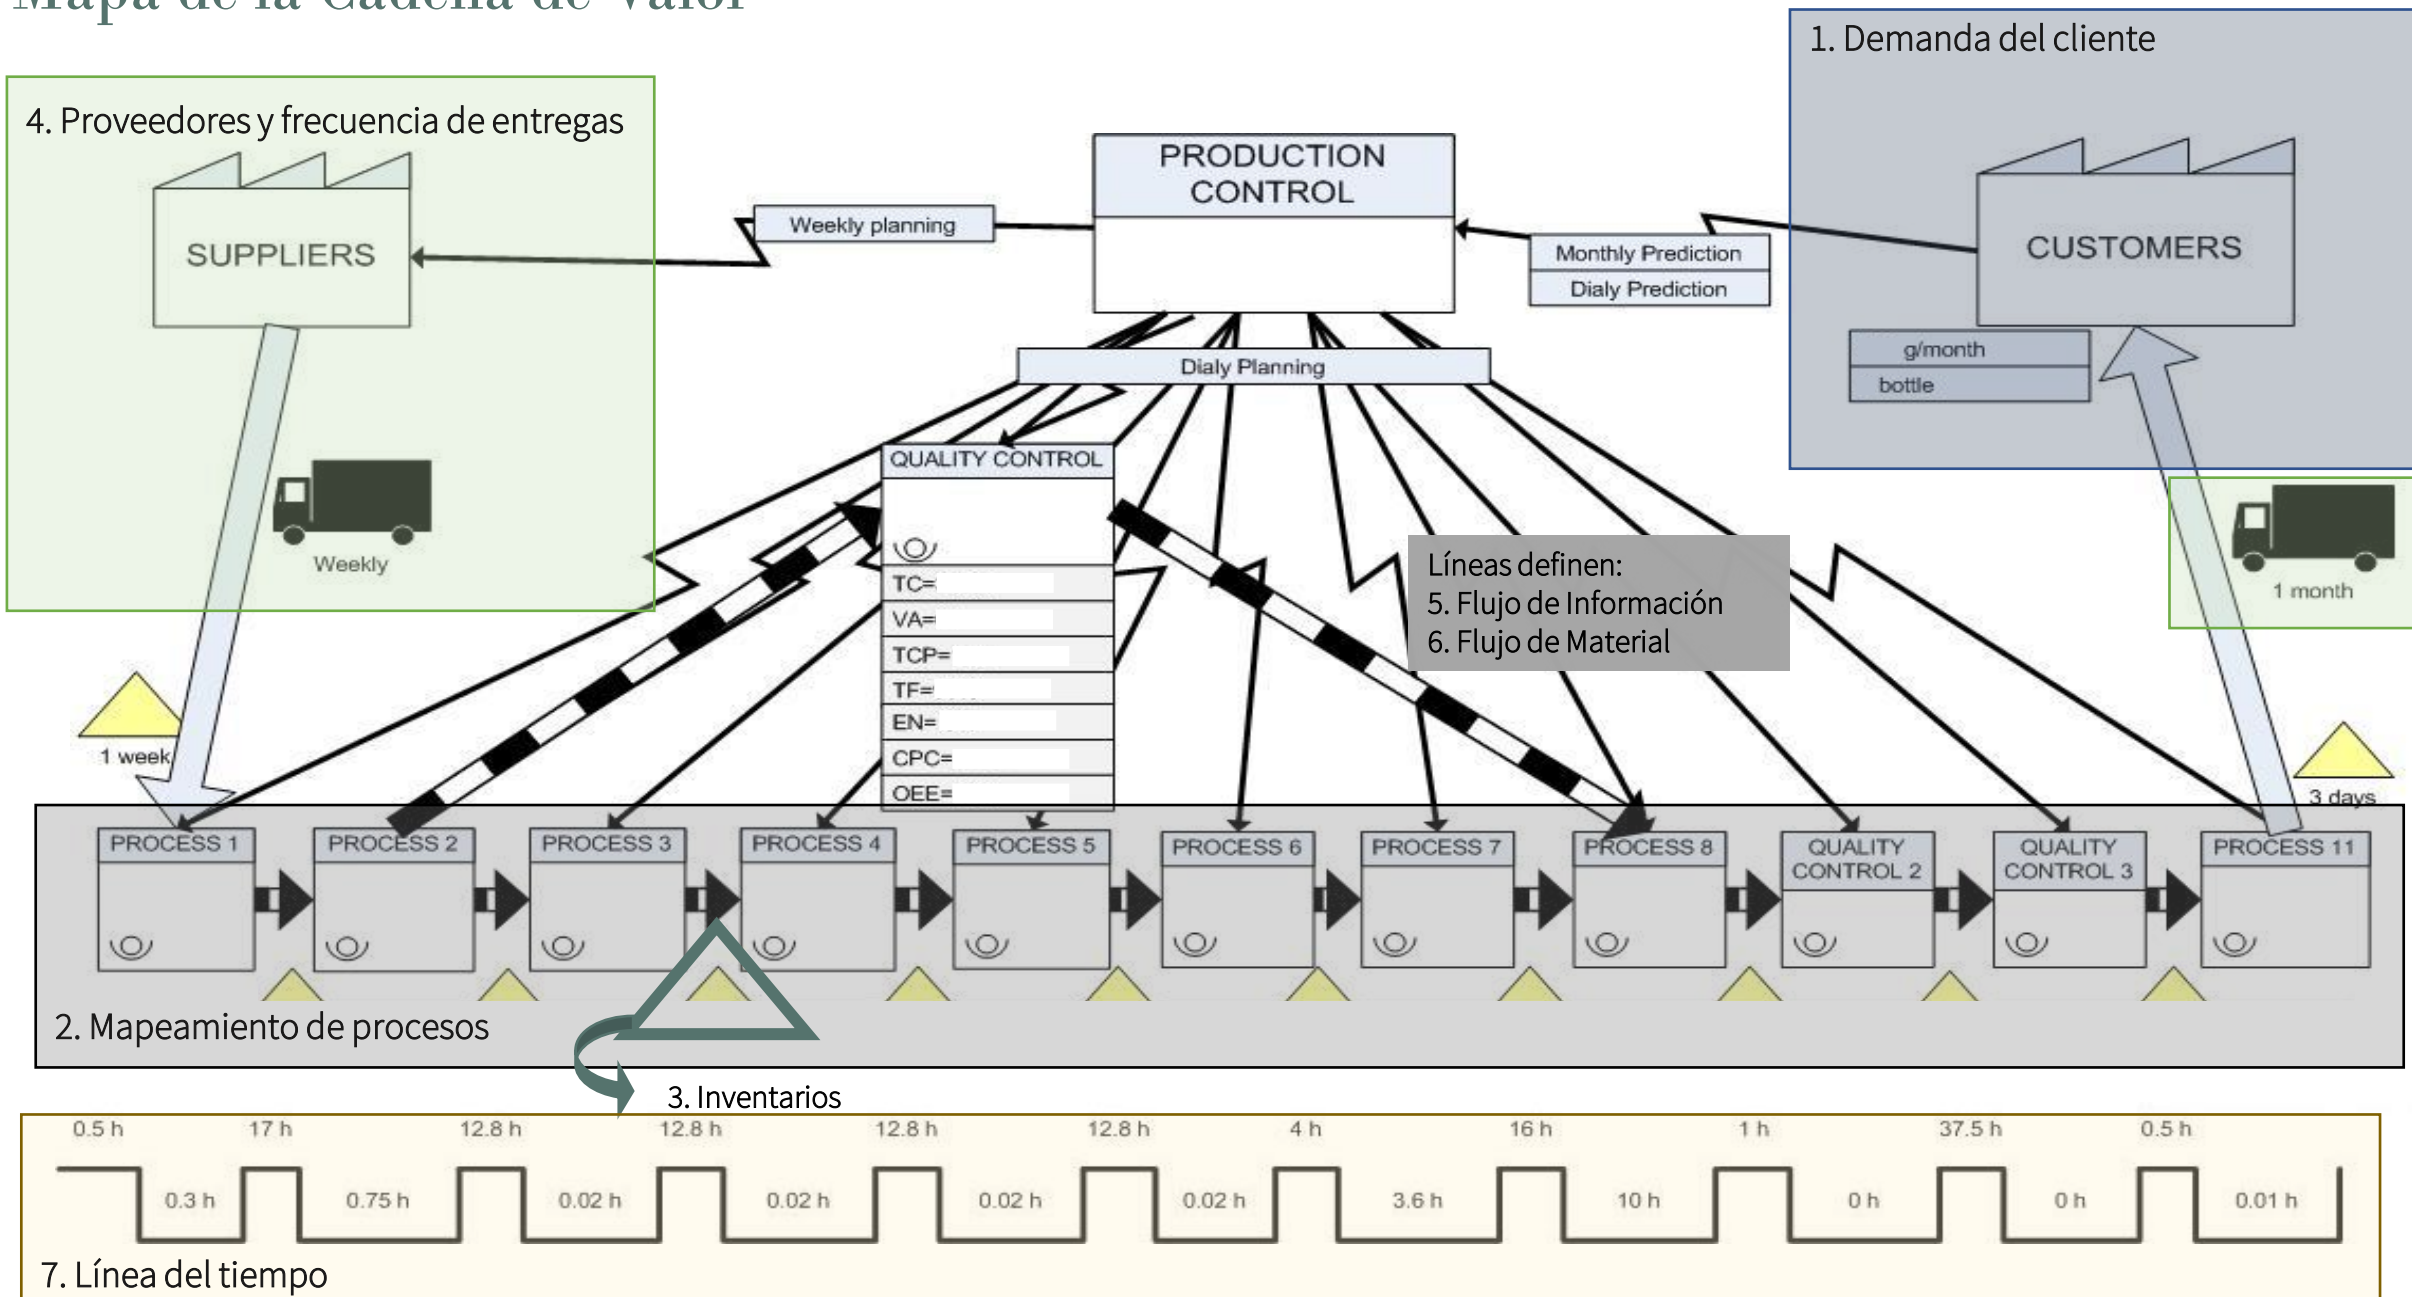 Mapa de la Cadena de Valor
1. Demanda del cliente
4. Proveedores y frecuencia de entregas
PRODUCTION
CONTROL
SUPPLIERS
Weekly planning
Monthly Prediction
Dialy Prediction
CUSTOMERS
g/month
bottle
Dialy Planning
Weekly
QUALITY CONTROL
TC=
VA=
TCP=
TF=
EN=
CPC=
OEE=
Líneas definen:
5. Flujo de Información
6. Flujo de Material
1 month
1 week
3 days
PROCESS 1
PROCESS 2
PROCESS 3
PROCESS 4
PROCESS 5
PROCESS 6
PROCESS 7
PROCESS 8
QUALITY
CONTROL 2
QUALITY
CONTROL 3
PROCESS 11
2. Mapeamiento de procesos
3. Inventarios
0.5 h 17 h 12.8 h 12.8 h 12.8 h 12.8 h 4 h 16 h 1 h 37.5 h 0.5 h
0.3 h 0.75 h 0.02 h 0.02 h 0.02 h 0.02 h 3.6 h 10 h 0 h 0 h 0.01 h
7. Línea del tiempo